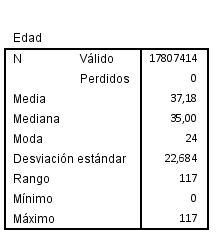 Edad
N Válido 17807414
Perdidos 0
Media 37,18
Mediana 35,00
Moda 24
Desviación estándar 22,684
Rango 117
Mínimo 0
Máximo 117